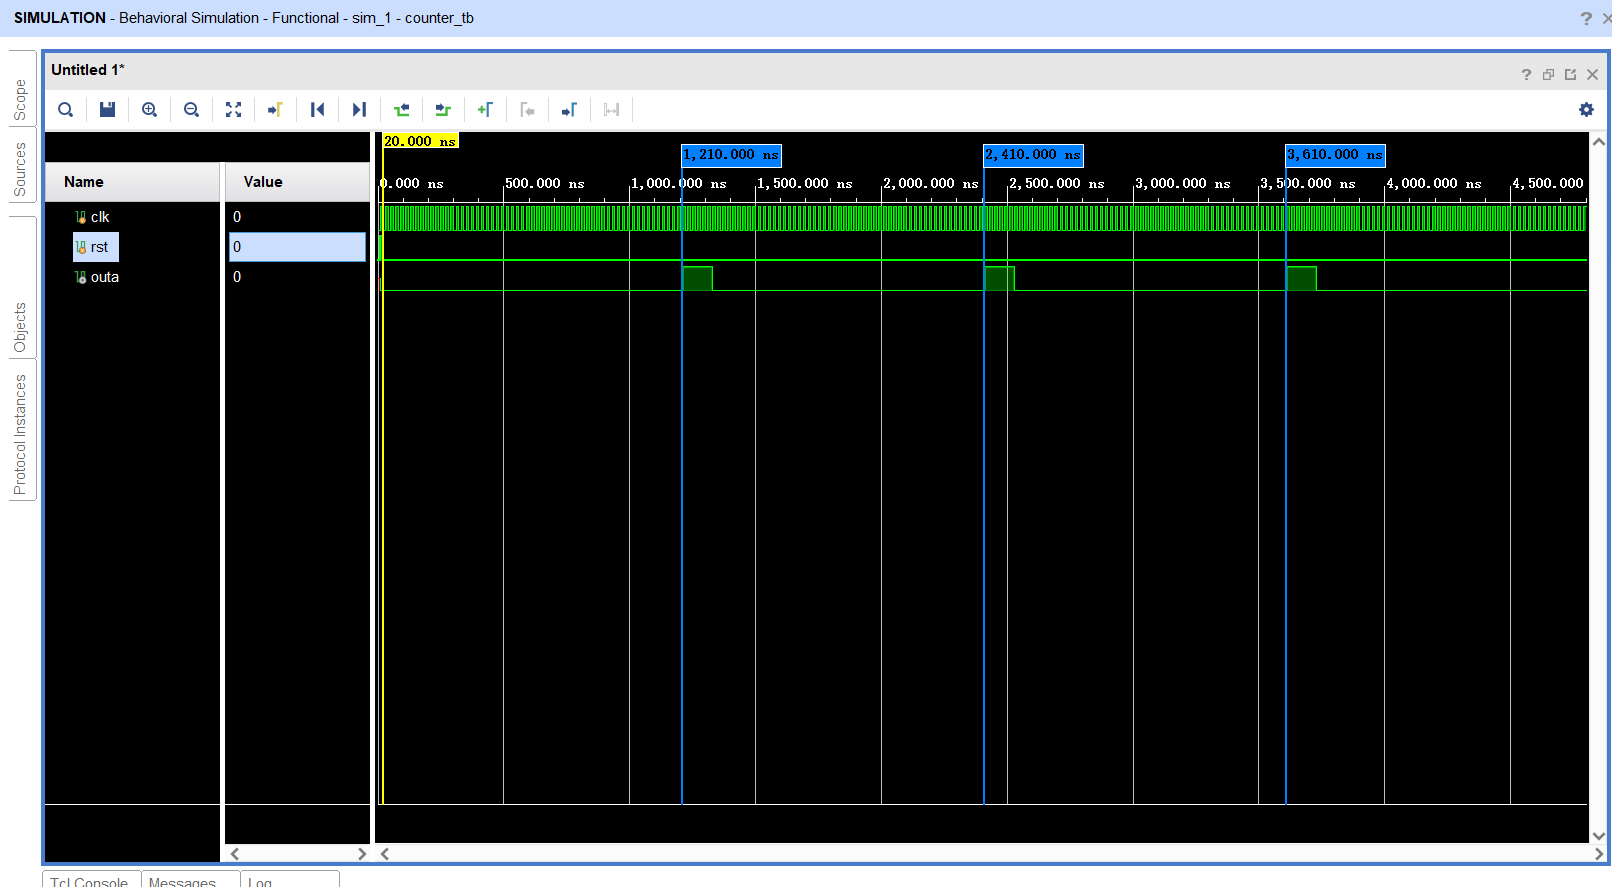 SIMULATION - Behavioral Simulation - Functional - sim_1 - counter_tb
?
Scope
Sources
Objects
Protocol Instances
Untitled 1*
?
20.000 ns
1,210.000 ns
2,410.000 ns
3,610.000 ns
Name
Value
0.000 ns
500.000 ns
1,000.000 ns
1,500.000 ns
2,000.000 ns
2,500.000 ns
3,000.000 ns
3,500.000 ns
4,000.000 ns
4,500.000
clk
0
rst
0
outa
0
Tcl Console
Messages
Log